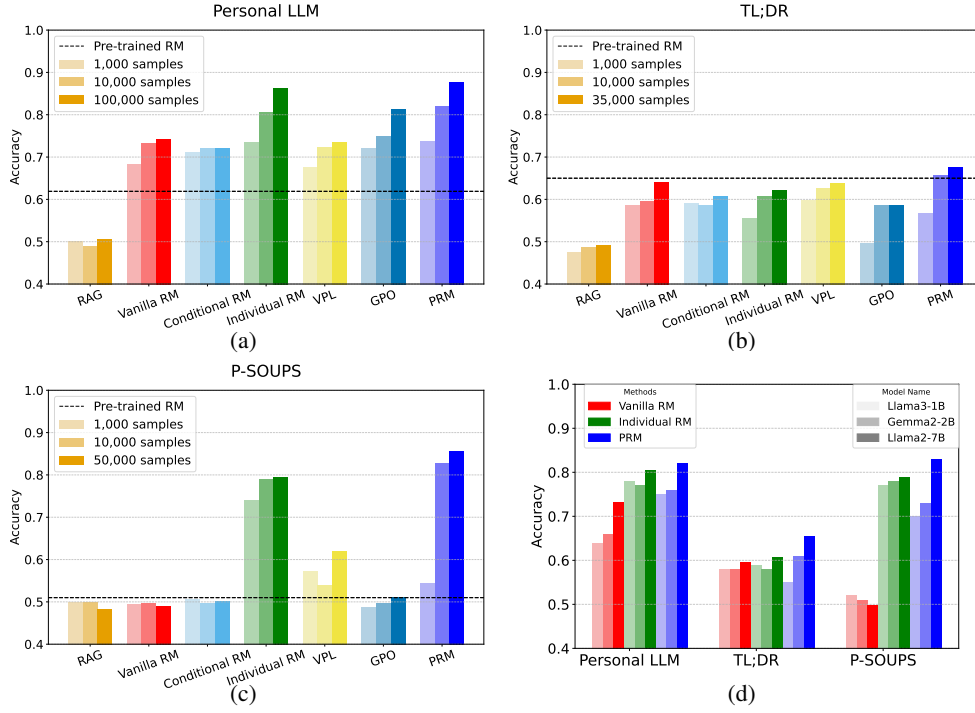 Personal LLM
1.0
0.9
0.8
0.7
0.6
0.5
0.4
Accuracy
Pre-trained RM
1,000 samples
10,000 samples
100,000 samples
RAG
Vanilla RM
Conditional RM
Individual RM
VPL
GPO
PRM
(a)
TL;DR
1.0
0.9
0.8
0.7
0.6
0.5
0.4
Accuracy
Pre-trained RM
1,000 samples
10,000 samples
35,000 samples
RAG
Vanilla RM
Conditional RM
Individual RM
VPL
GPO
PRM
(b)
P-SOUPS
1.0
0.9
0.8
0.7
0.6
0.5
0.4
Accuracy
Pre-trained RM
1,000 samples
10,000 samples
50,000 samples
RAG
Vanilla RM
Conditional RM
Individual RM
VPL
GPO
PRM
(c)
1.0
0.9
0.8
0.7
0.6
0.5
0.4
Accuracy
Methods
Vanilla RM
Individual RM
PRM
Model Name
Llama3-1B
Gemma2-2B
Llama2-7B
Personal LLM
TL;DR
P-SOUPS
(d)